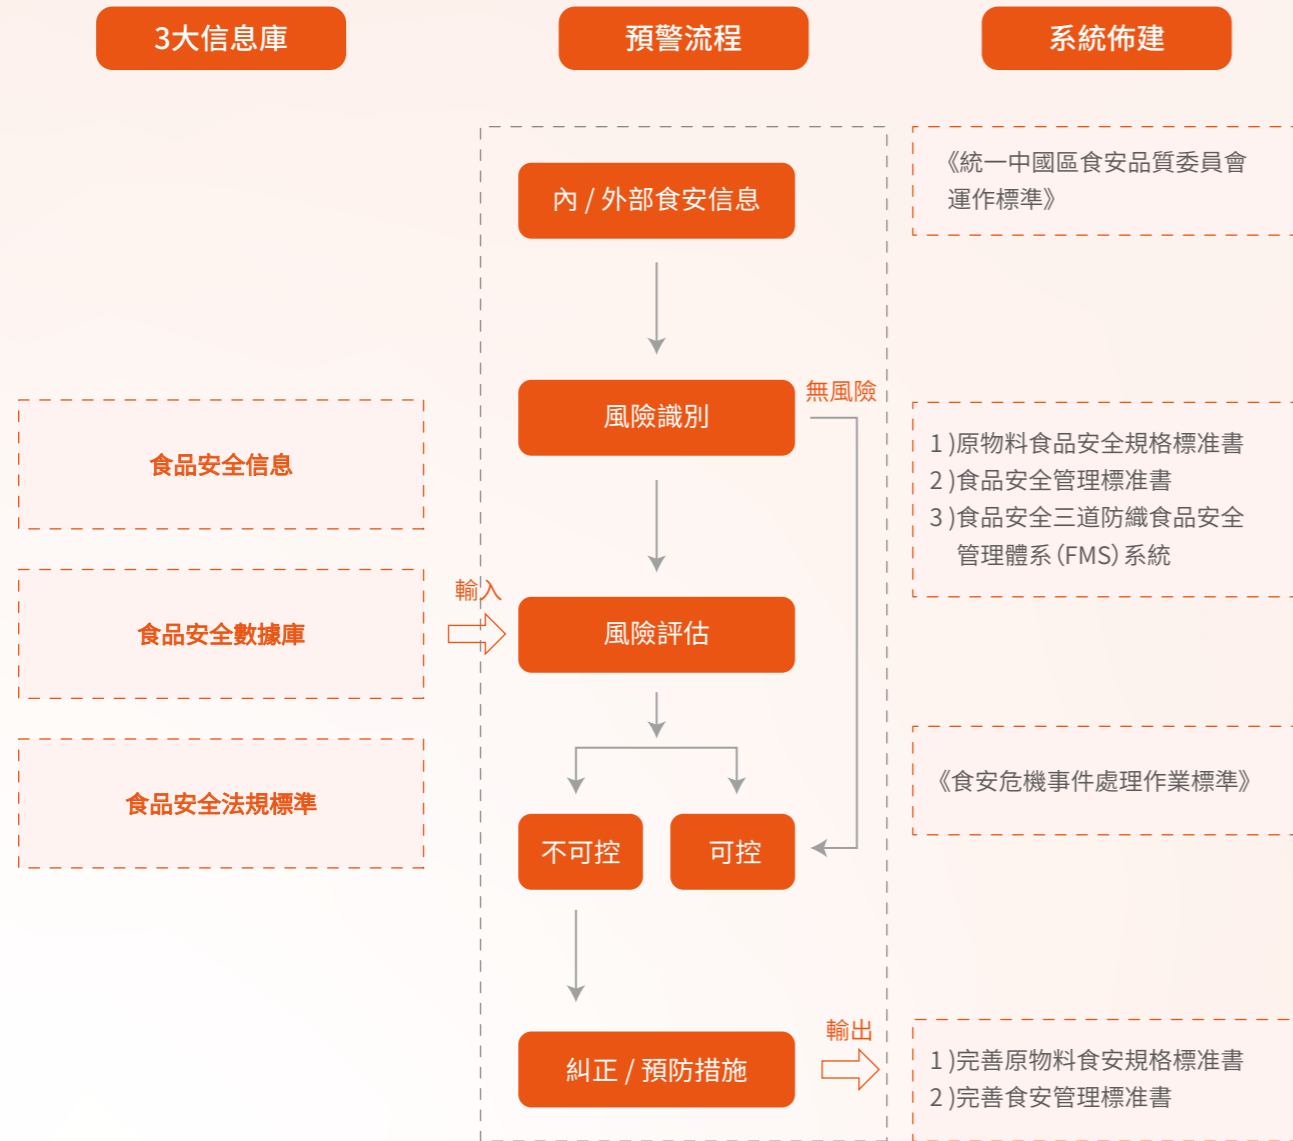 3大信息庫
預警流程
系統佈建
內 / 外部食安信息
《統一中國區食安品質委員會
運作標準》
風險識別
無風險
食品安全信息
1 )原物料食品安全規格標准書
2 )食品安全管理標准書
3 )食品安全三道防織食品安全
管理體系(FMS)系統
食品安全數據庫
輸入
風險評估
食品安全法規標準
《食安危機事件處理作業標準》
不可控
可控
糾正 / 預防措施
輸出
1 )完善原物料食安規格標准書
2 )完善食安管理標准書